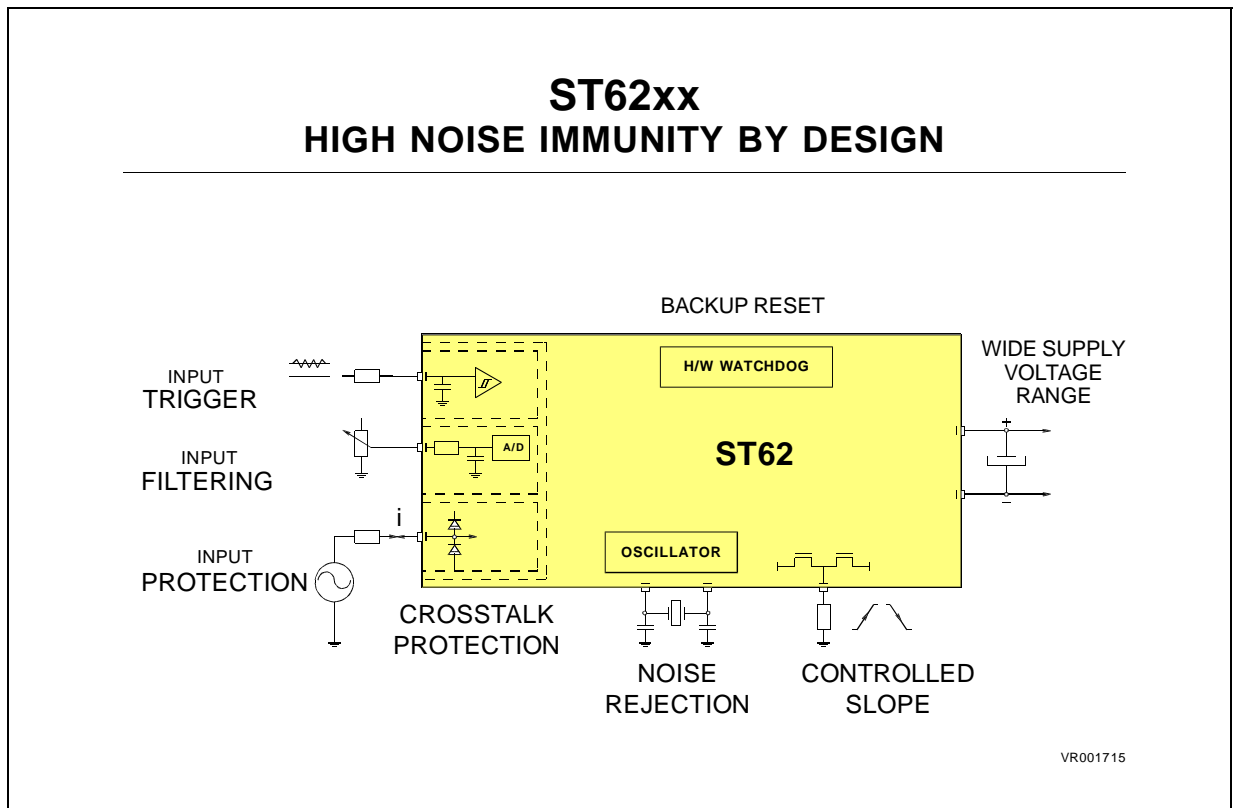 ST62xx
HIGH NOISE IMMUNITY BY DESIGN
BACKUP RESET
H/W WATCHDOG
WIDE SUPPLY
VOLTAGE
RANGE
INPUT
TRIGGER
INPUT
FILTERING
A/D
ST62
+
–
i
INPUT
PROTECTION
OSCILLATOR
CROSSTALK
PROTECTION
NOISE
REJECTION
CONTROLLED
SLOPE
VR001715